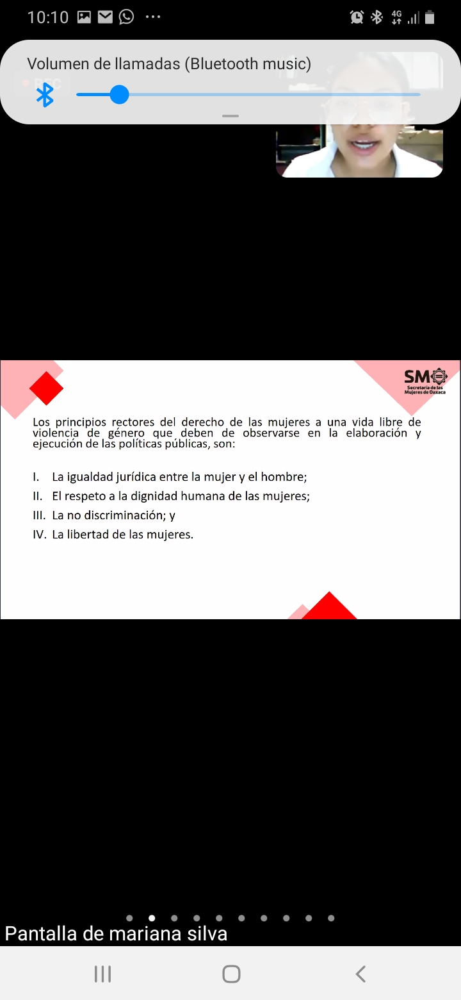 10:10
4G
Volumen de llamadas (Bluetooth music)
REC
SM
Secretaría de las
Mujeres de Oaxaca
Los principios rectores del derecho de las mujeres a una vida libre de
violencia de género que deben de observarse en la elaboración y
ejecución de las políticas públicas, son:
I. La igualdad jurídica entre la mujer y el hombre;
II. El respeto a la dignidad humana de las mujeres;
III. La no discriminación; y
IV. La libertad de las mujeres.
Pantalla de mariana silva